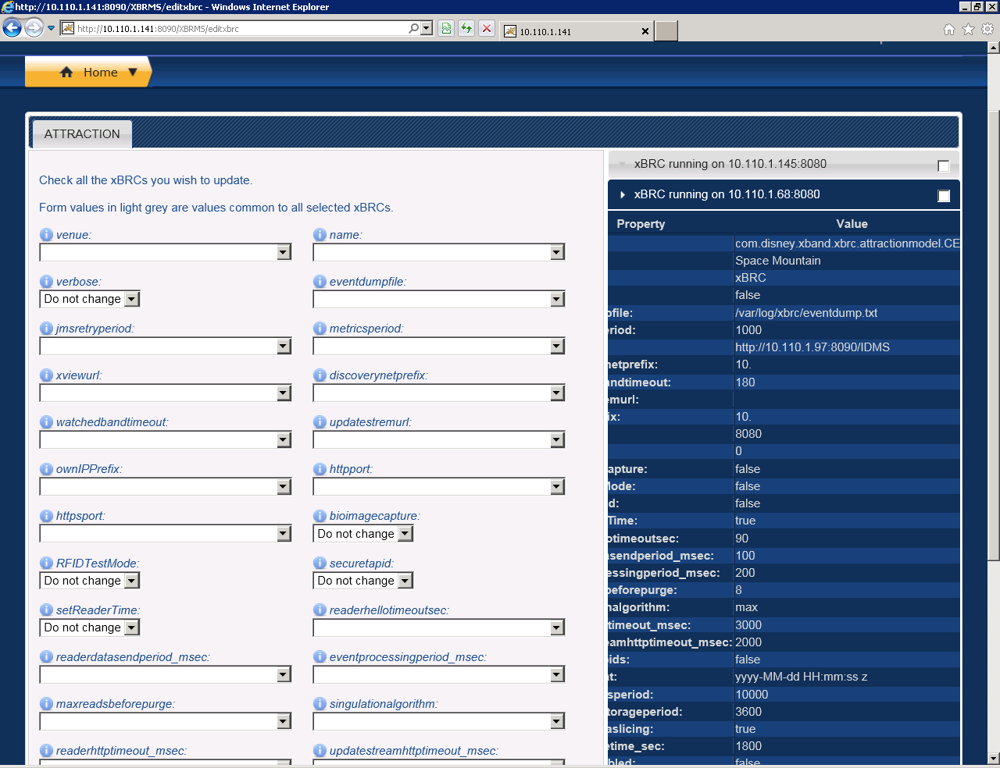 http://10.110.1.141:8090/XBRMS/editxbrc - Windows Internet Explorer
http://10.110.1.141:8090/XBRMS/editxbrc
10.110.1.141
Home
ATTRACTION
Check all the xBRCs you wish to update.
Form values in light grey are values common to all selected xBRCs.
venue: name:
verbose: eventdumpfile:
Do not change
jmsretryperiod: metricsperiod:
xviewurl: discoverynetprefix:
watchedbandtimeout: updatestremurl:
ownIPPrefix: httpport:
httpsport: bioimagecapture:
Do not change
RFIDTestMode: securetapid:
Do not change Do not change
setReaderTime: readerhellotimeoutsec:
Do not change
readerdatasendperiod_msec: eventprocessingperiod_msec:
maxreadsbeforepurge: singulationalgorithm:
readerhttptimeout_msec: updatestreamhttptimeout_msec:
xBRC running on 10.110.1.145:8080
xBRC running on 10.110.1.68:8080
Property Value
com.disney.xband.xbrc.attractionmodel.CE
Space Mountain
xBRC
false
ofile: /var/log/xbrc/eventdump.txt
eriod: 1000
http://10.110.1.97:8090/IDMS
netprefix: 10.
andtimeout: 180
emurl:
ix: 10.
8080
0
apture: false
Mode: false
d: false
Time: true
otimeoutsec: 90
asendperiod_msec: 100
essingperiod_msec: 200
beforepurge: 8
nalgorithm: max
timeout_msec: 3000
eamhttptimeout_msec: 2000
pids: false
at: yyyy-MM-dd HH:mm:ss z
speriod: 10000
torageperiod: 3600
aslicing: true
etime_sec: 1800
bled: false